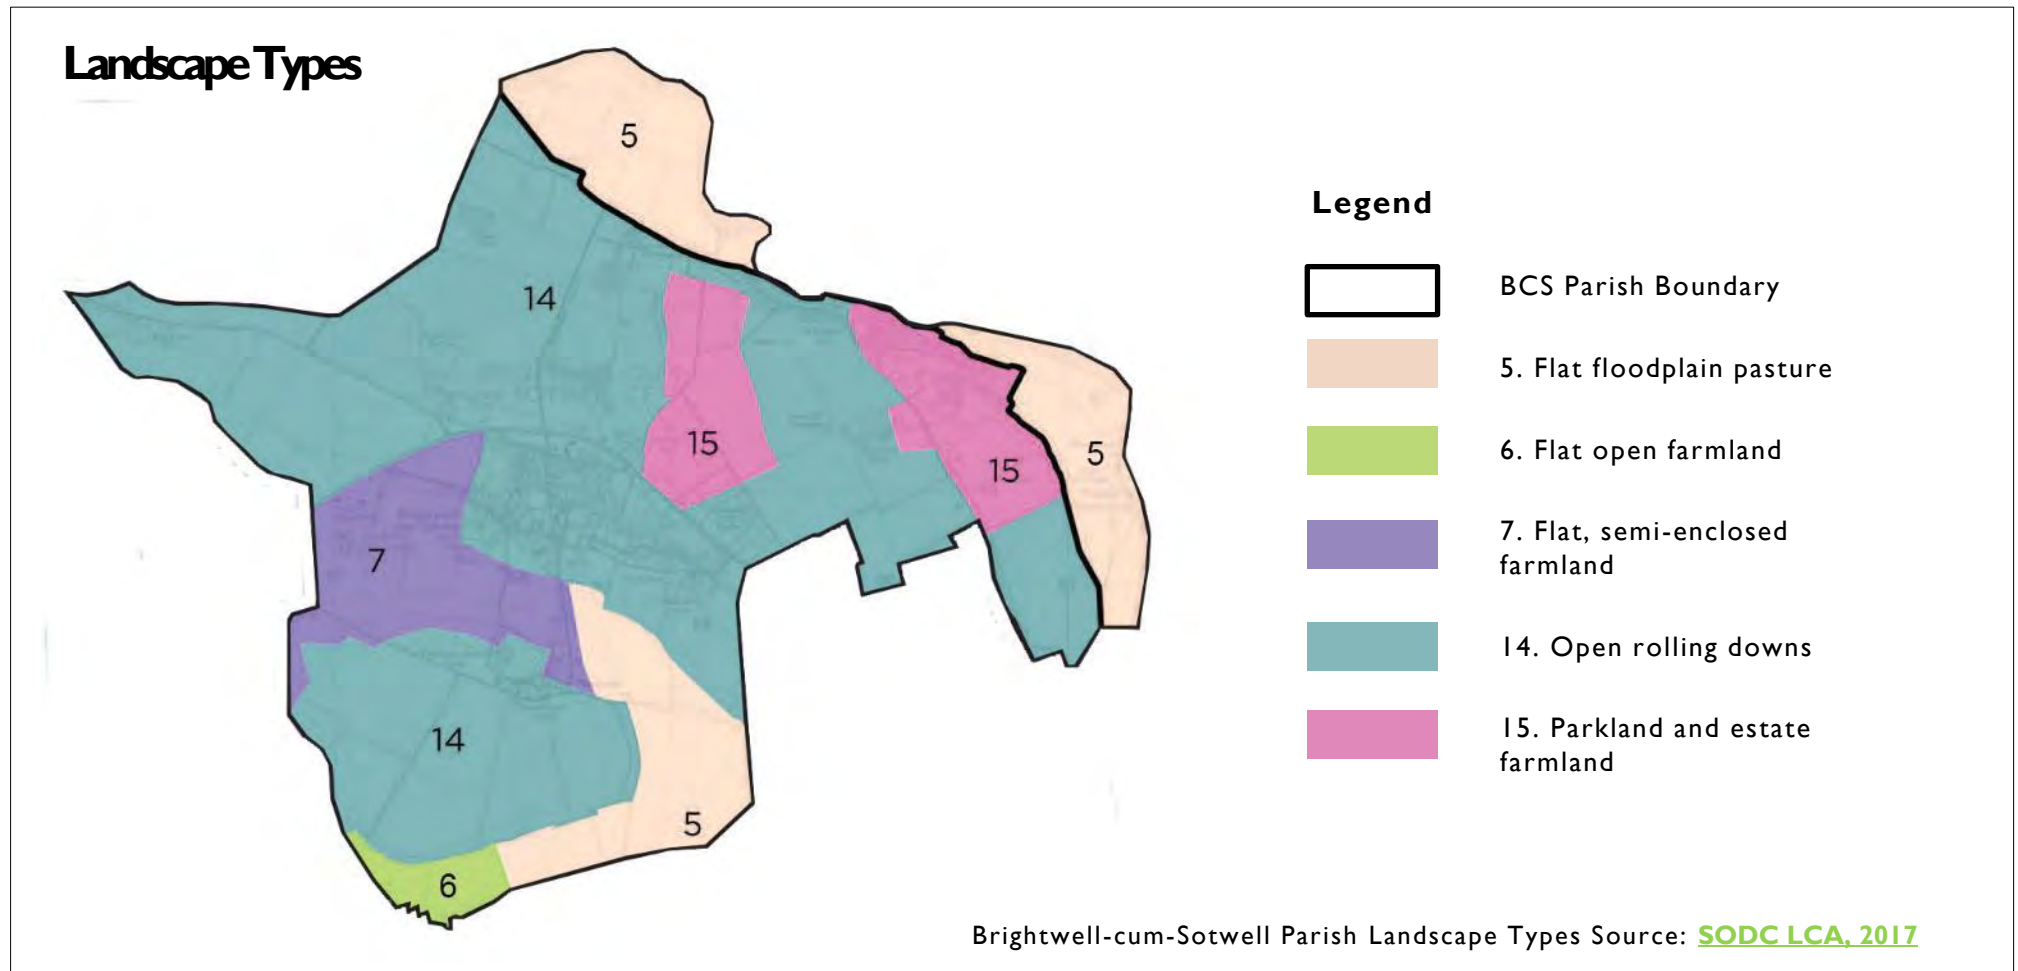 Landscape Types
5
14
15
15
5
7
14
5
6
Legend
BCS Parish Boundary
5. Flat floodplain pasture
6. Flat open farmland
7. Flat, semi-enclosed
farmland
14. Open rolling downs
15. Parkland and estate
farmland
Brightwell-cum-Sotwell Parish Landscape Types Source: SODC LCA, 2017